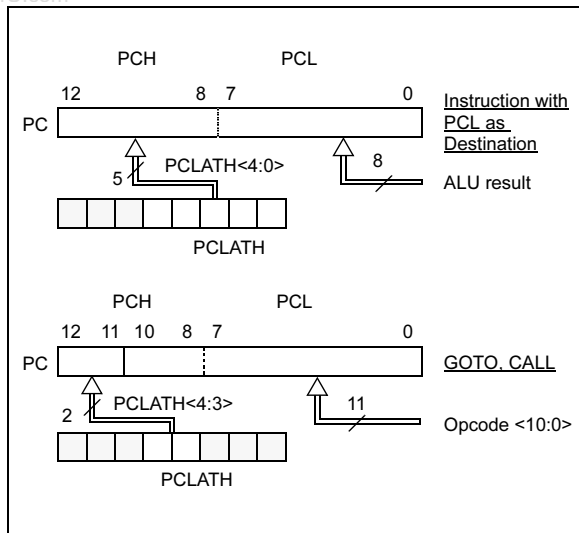 PCH PCL
12 8 7 0
Instruction with
PCL as
Destination
PC
PCLATH<4:0>
5
8
ALU result
PCLATH
PCH PCL
12 11 10 8 7 0
PC
GOTO, CALL
PCLATH<4:3>
2
11
Opcode <10:0>
PCLATH